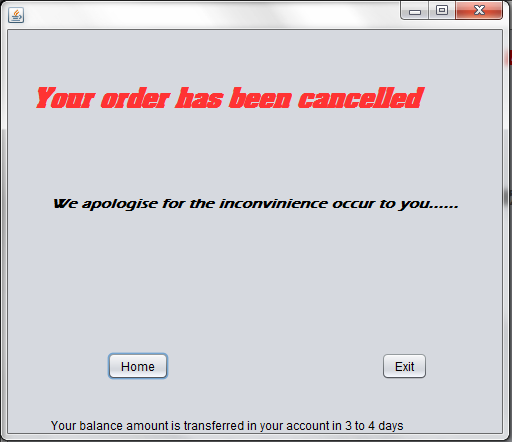 Your order has been cancelled
We apologise for the inconvinience occur to you......
Home
Exit
Your balance amount is transferred in your account in 3 to 4 days